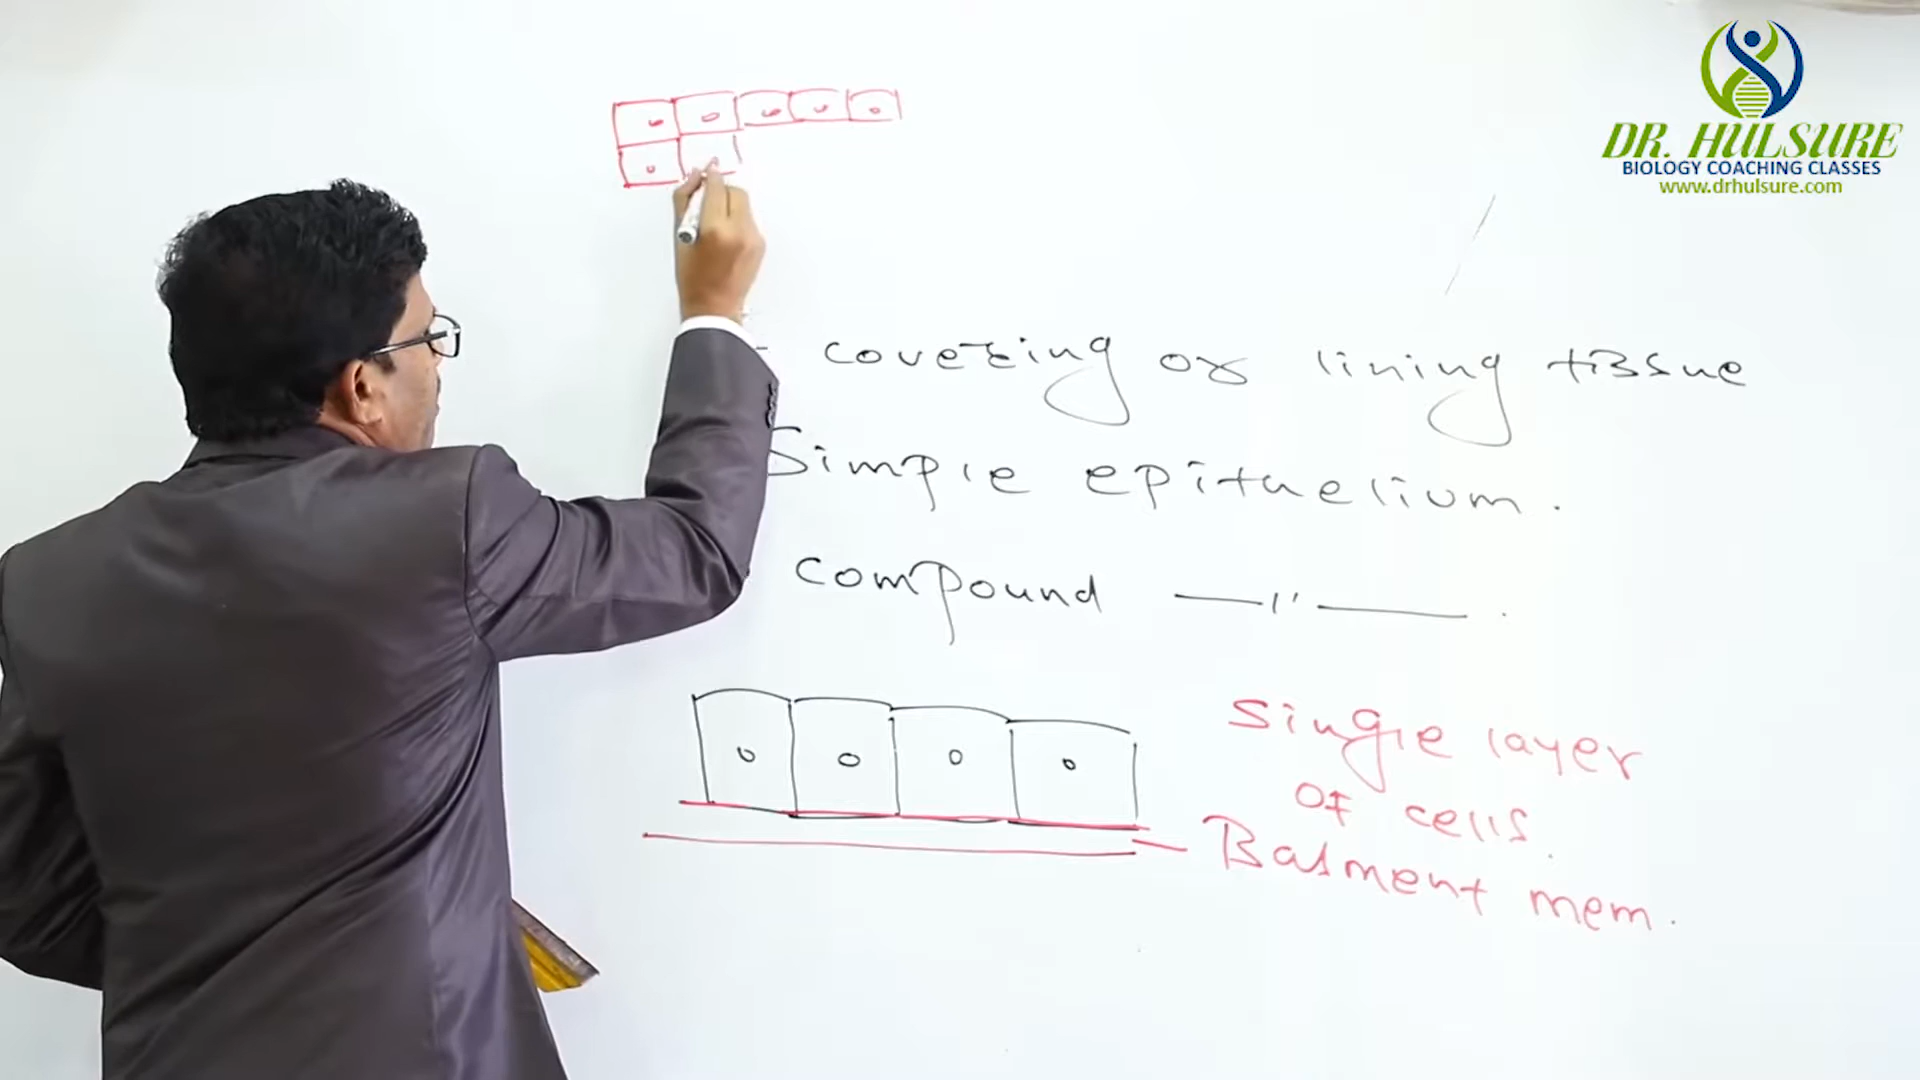 DR. HULSURE
BIOLOGY COACHING CLASSES
www.drhulsure.com
- covering or lining tissue
Simple epithelium.
compound —〃—.
single layer
of cells.
Basment mem.